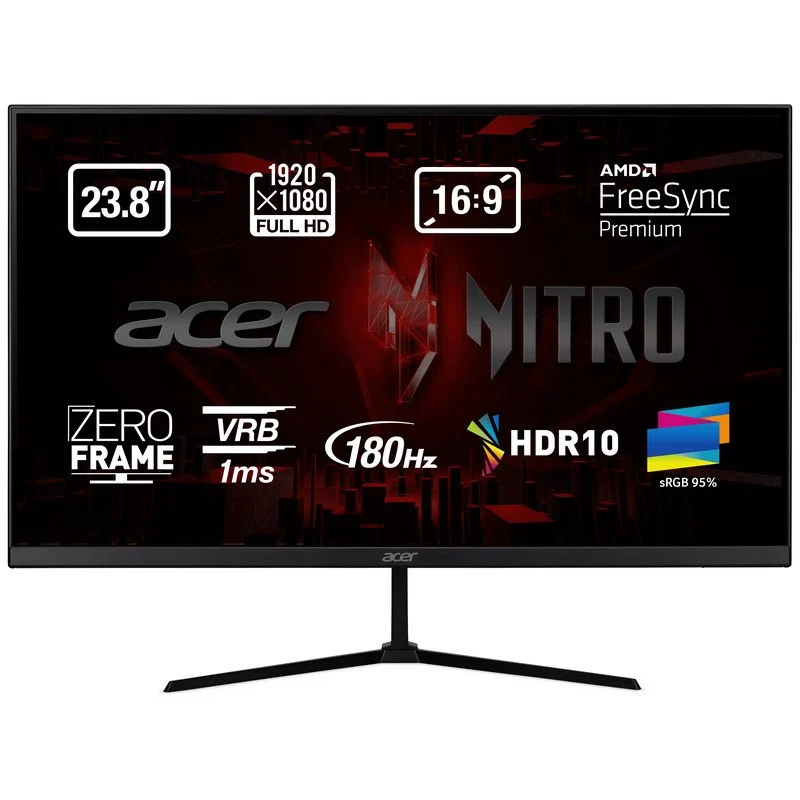 23.8"
1920
×1080
FULL HD
16:9
AMD
FreeSync
Premium
acer
NITRO
ZERO
FRAME
VRB
1ms
180Hz
HDR10
sRGB 95%
acer